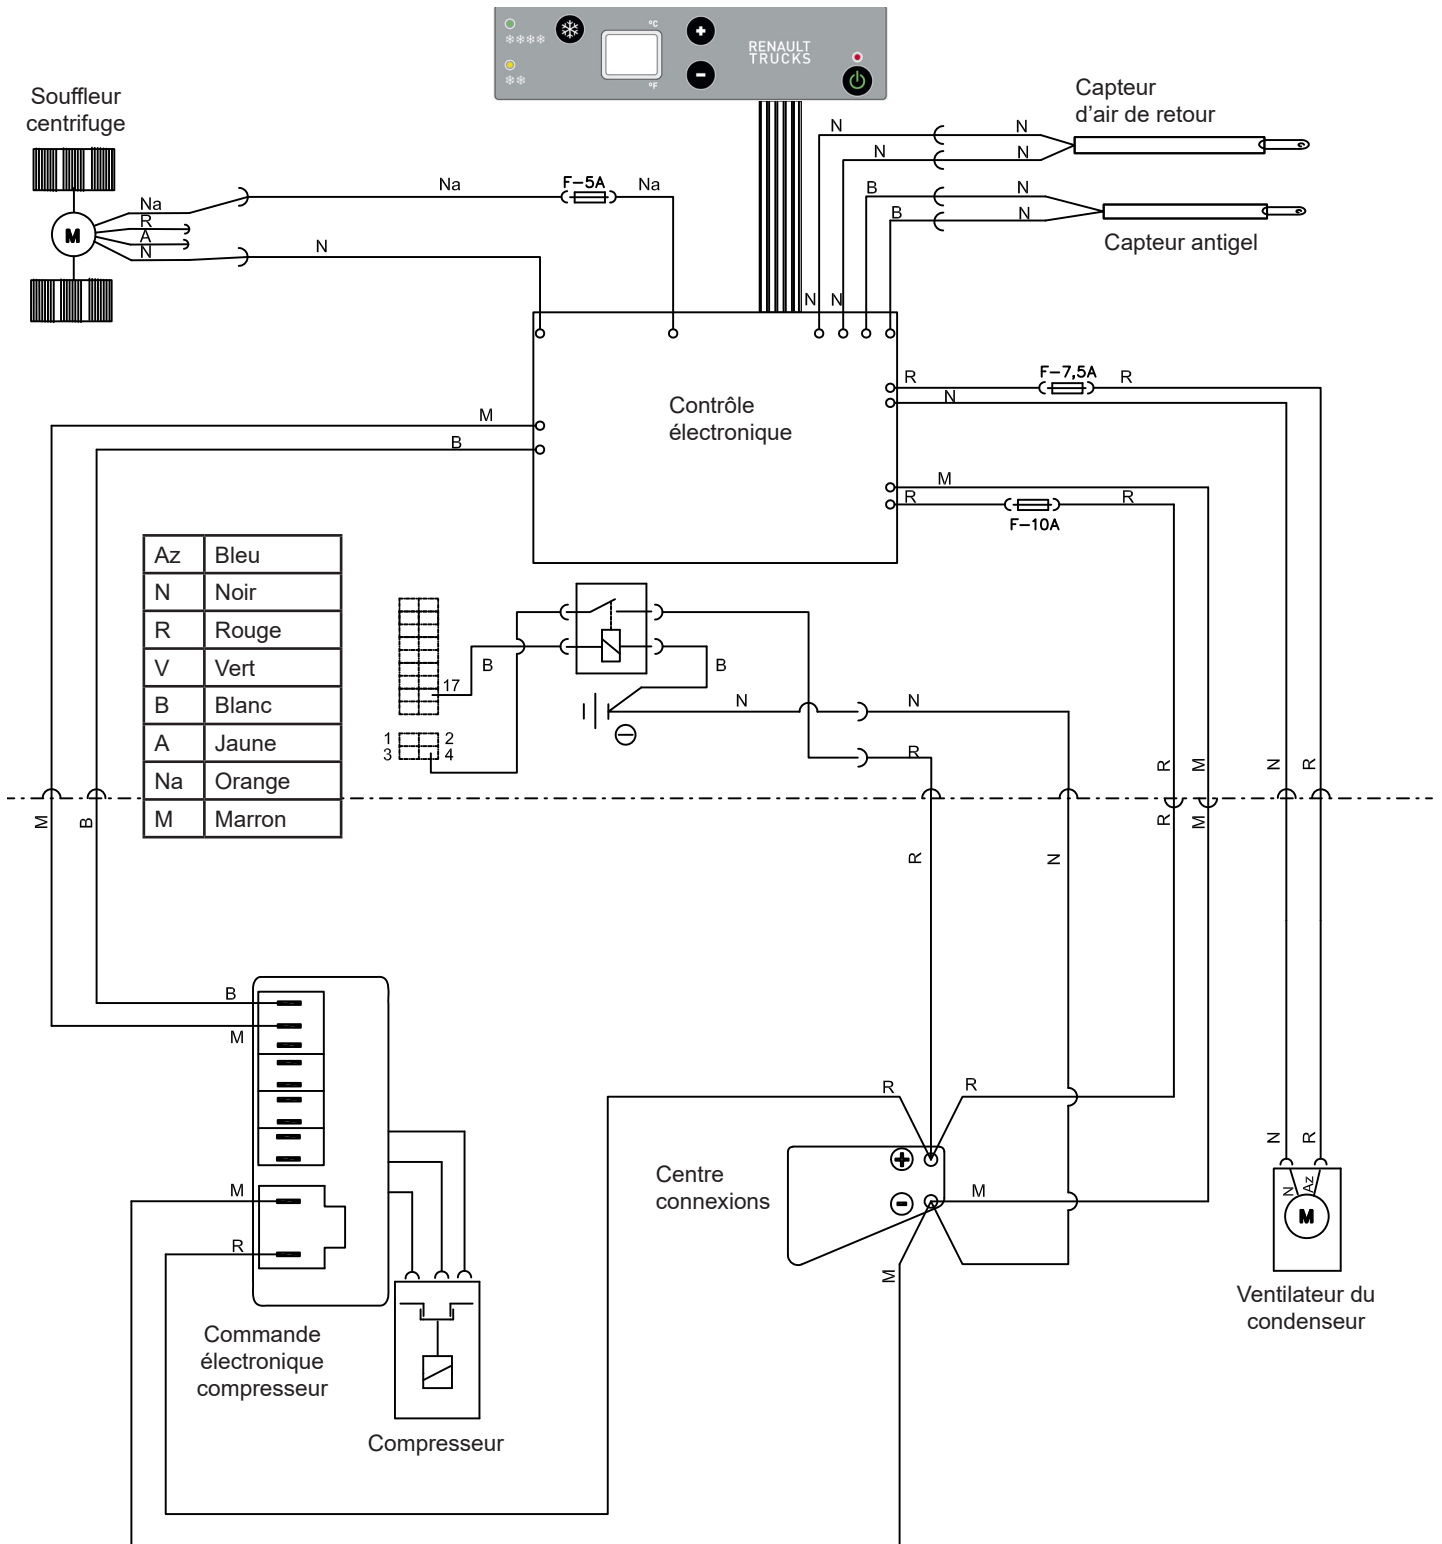 °C
°F
RENAULT
TRUCKS
Souffleur
centrifuge
Capteur
d'air de retour
Capteur antigel
N
N
N
N
B
N
B
N
Na
Na
F-5A
Na
R
A
N
N
M
N
N
Contrôle
électronique
R
F-7,5A
R
N
M
B
M
R
R
F-10A
Az Bleu
N Noir
R Rouge
V Vert
B Blanc
A Jaune
Na Orange
M Marron
17
B
B
1 2
3 4
N
N
R
R
M
N
R
M
B
R
M
R
N
B
M
M
R
R
R
Centre
connexions
+
-
M
M
N
R
N
Az
M
Ventilateur du
condenseur
Commande
électronique
compresseur
Compresseur